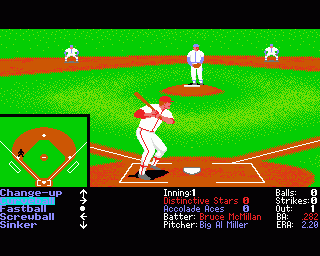 Change-up ↑
→
Fastball ●
Screwball ←
Sinker ↓
Inning:1
Distinctive Stars 0
Accolade Aces 0
Batter: Bruce McMillan
Pitcher: Big Al Miller
Balls: 0
Strikes:0
Out: 1
BA: .282
ERA: 2.20